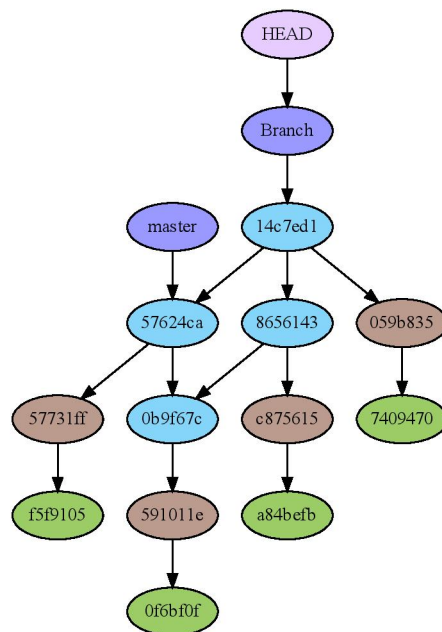 HEAD
Branch
master
14c7ed1
57624ca
8656143
059b835
57731ff
0b9f67c
c875615
7409470
f5f9105
591011e
a84befb
0f6bf0f